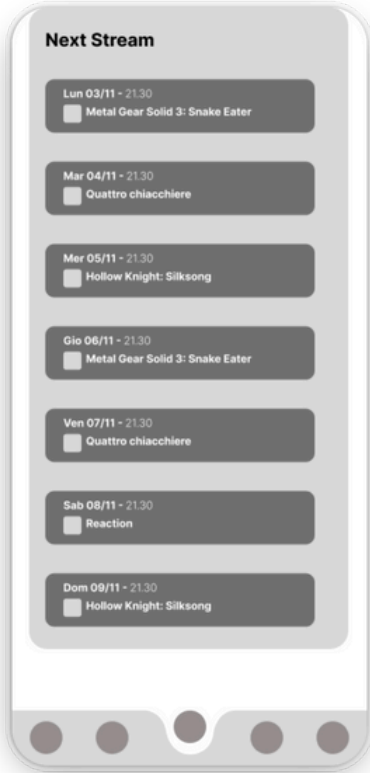 Next Stream
Lun 03/11 - 21.30
Metal Gear Solid 3: Snake Eater
Mar 04/11 - 21.30
Quattro chiacchiere
Mer 05/11 - 21.30
Hollow Knight: Silksong
Gio 06/11 - 21.30
Metal Gear Solid 3: Snake Eater
Ven 07/11 - 21.30
Quattro chiacchiere
Sab 08/11 - 21.30
Reaction
Dom 09/11 - 21.30
Hollow Knight: Silksong